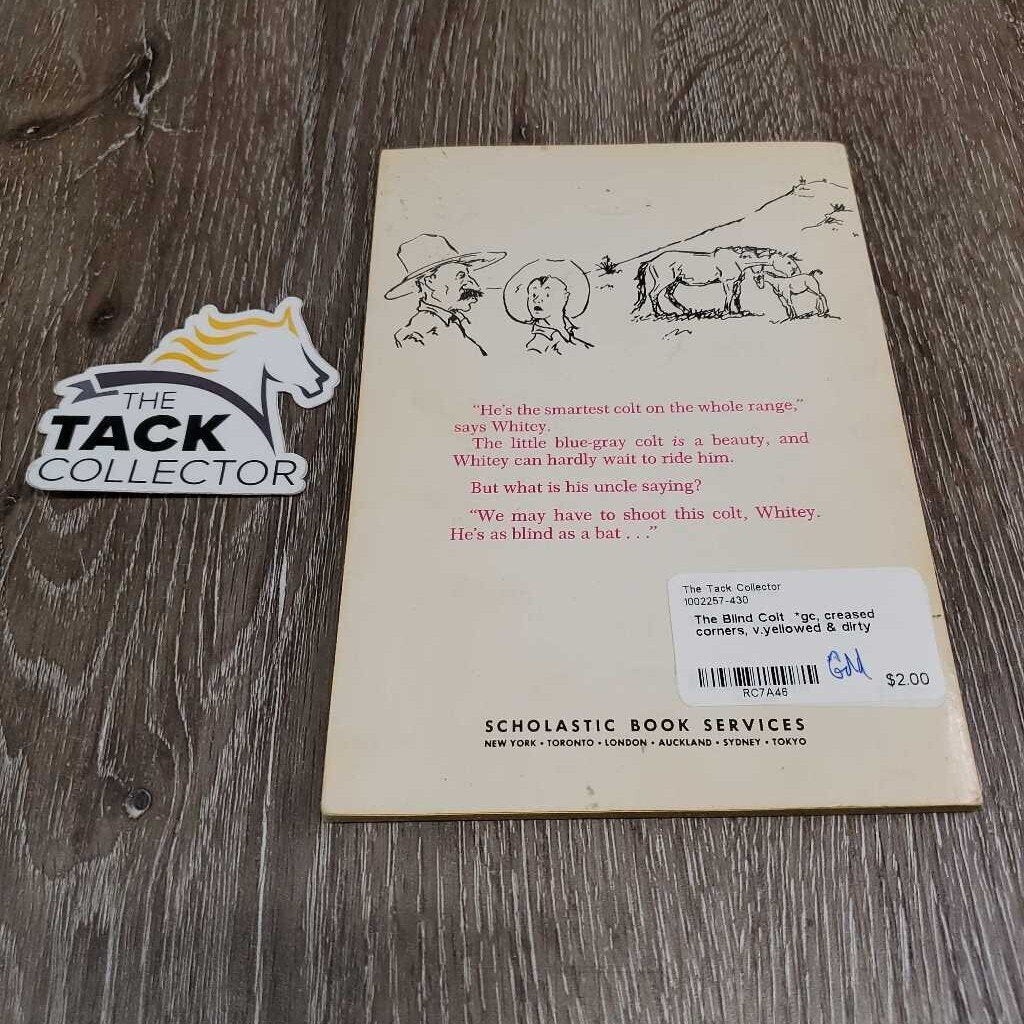 THE
TACK
COLLECTOR
"He's the smartest colt on the whole range,"
says Whitey.
The little blue-gray colt is a beauty, and
Whitey can hardly wait to ride him.
But what is his uncle saying?
"We may have to shoot this colt, Whitey.
He's as blind as a bat . . ."
The Tack Collector
1002257-430
The Blind Colt *gc, creased
corners, v.yellowed & dirty
GM
$2.00
RC7A46
SCHOLASTIC BOOK SERVICES
NEW YORK • TORONTO • LONDON • AUCKLAND • SYDNEY • TOKYO